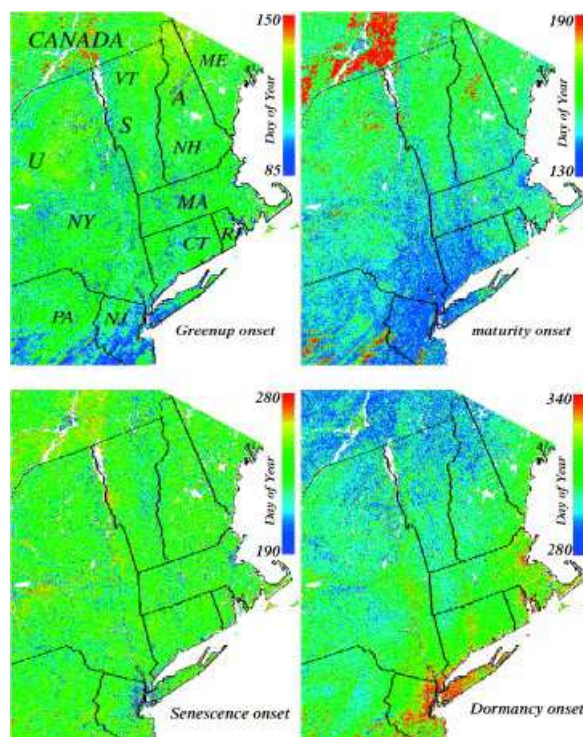 150
190
CANADA
ME
VT
A
Day of Year
Day of Year
S
U
NH
85
130
MA
NY
CT
R
PA
NJ
Greenup onset
maturity onset
280
340
Day of Year
Day of Year
190
280
Senescence onset
Dormancy onset